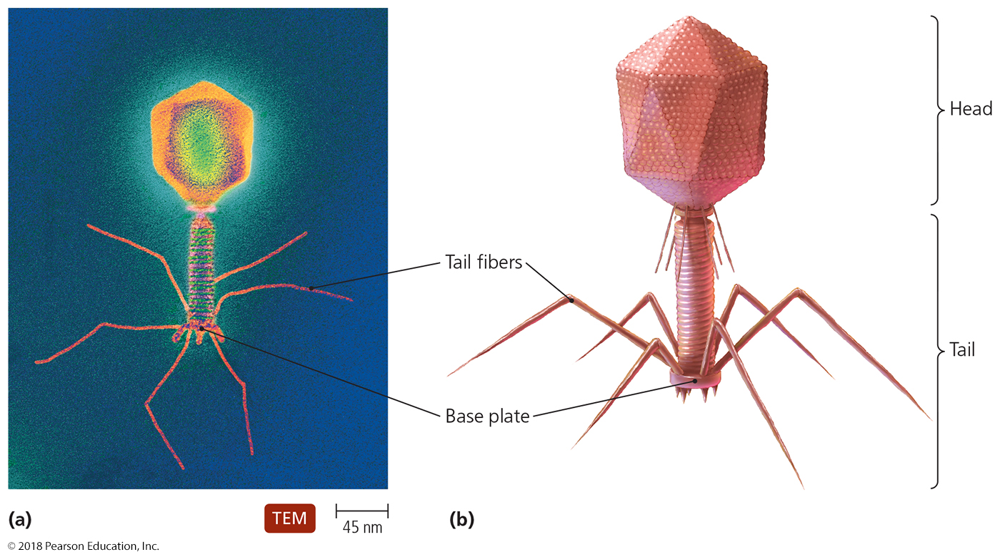 Head
Tail fibers
Tail
Base plate
(a)
TEM
45 nm
(b)
© 2018 Pearson Education, Inc.